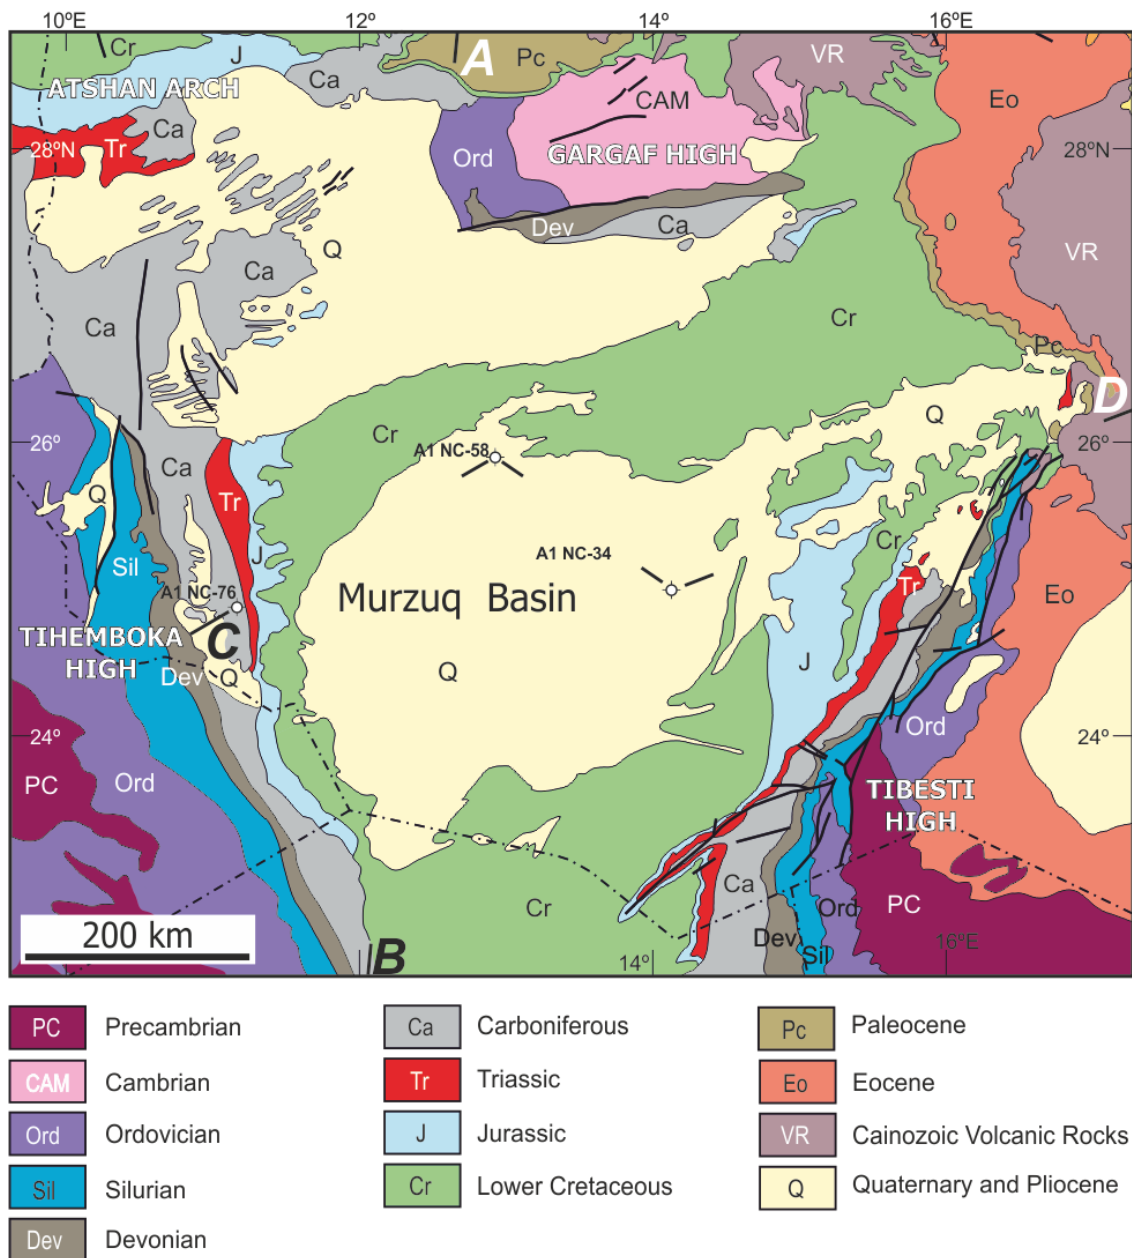 10ºE
12º
14º
16ºE
Cr
J
Ca
A
Pc
VR
Eo
ATSHAN ARCH
CAM
Ca
28ºN
Tr
Ord
GARGAF HIGH
28ºN
Dev
Ca
Q
VR
Ca
Ca
Cr
Pc
D
26º
Cr
A1 NC-58
Q
26º
Ca
Q
Tr
J
Sil
A1 NC-34
Cr
Tr
Eo
A1 NC-76
Murzuq Basin
TIHEMBOKA
HIGH
C
Dev
Q
Q
J
Ord
24º
24º
PC
Ord
TIBESTI
HIGH
Ca
Cr
Ord
PC
200 km
B
Dev
Sil
14º
16ºE
PC
Precambrian
CAM
Cambrian
Ord
Ordovician
Sil
Silurian
Dev
Devonian
Ca
Carboniferous
Tr
Triassic
J
Jurassic
Cr
Lower Cretaceous
Pc
Paleocene
Eo
Eocene
VR
Cainozoic Volcanic Rocks
Q
Quaternary and Pliocene